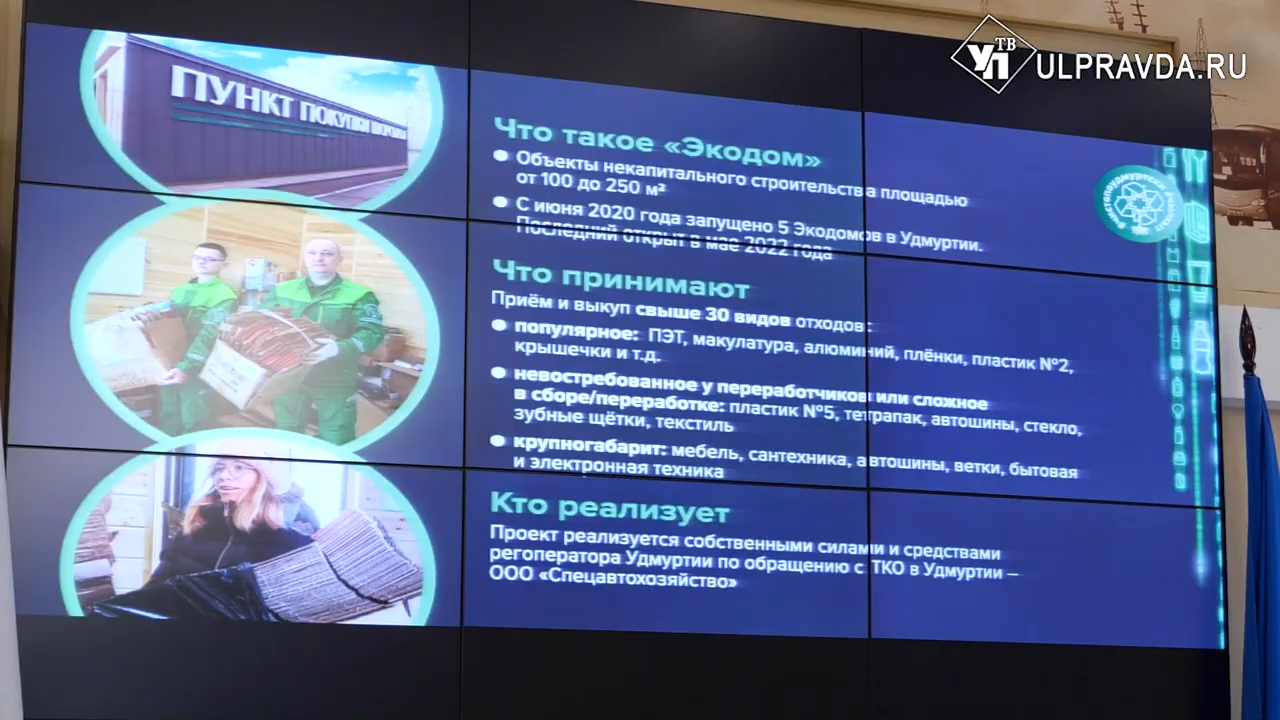 УП ТВ
ULPRAVDA.RU
ПУНКТ ПОКУПКИ
Что такое «Экодом»
● Объекты некапитального строительства площадью
от 100 до 250 м²
● С июня 2020 года запущено 5 Экодомов в Удмуртии.
Последний открыт в мае 2022 года
Что принимают
Приём и выкуп свыше 30 видов отходов:
● популярное: ПЭТ, макулатура, алюминий, плёнки, пластик №2,
крышечки и т.д.
● невостребованное у переработчиков или сложное
в сборе/переработке: пластик №5, тетрапак, автошины, стекло,
зубные щётки, текстиль
● крупногабарит: мебель, сантехника, автошины, ветки, бытовая
и электронная техника
Кто реализует
Проект реализуется собственными силами и средствами
регоператора Удмуртии по обращению с ТКО в Удмуртии –
ООО «Спецавтохозяйство»